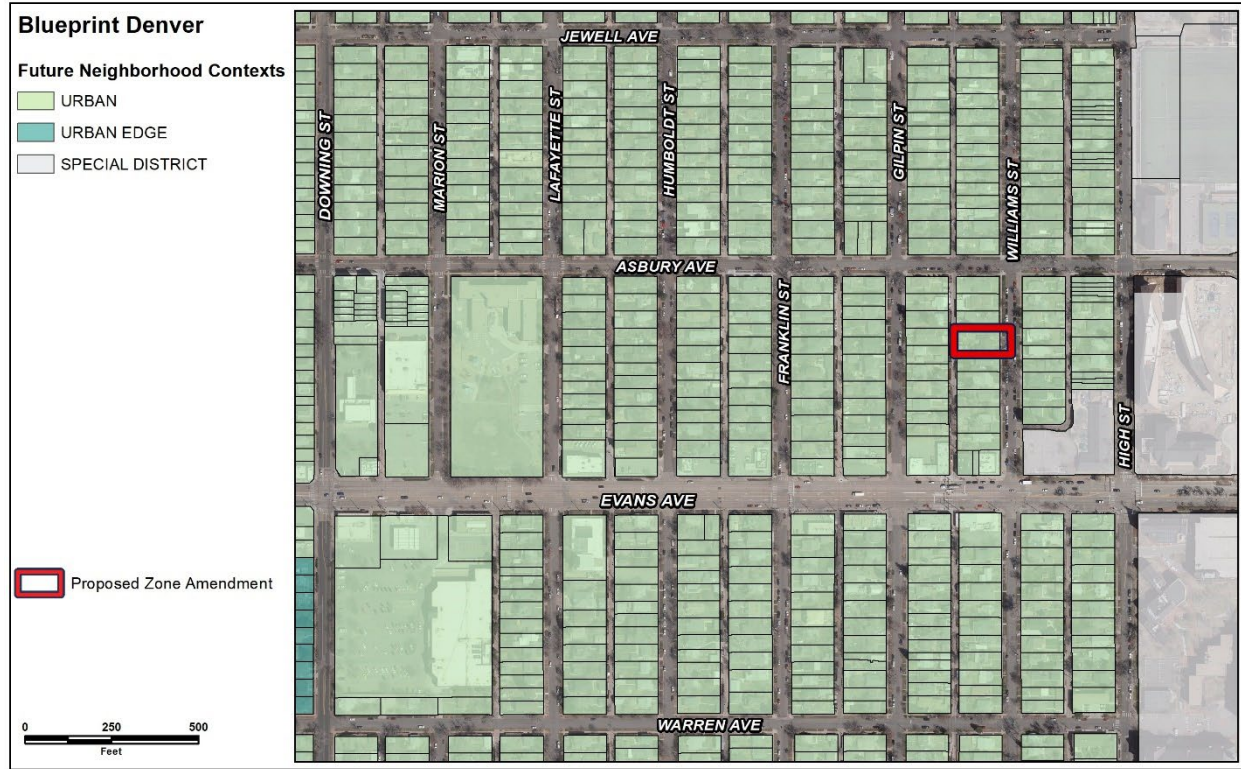 Blueprint Denver
Future Neighborhood Contexts
URBAN
URBAN EDGE
SPECIAL DISTRICT
Proposed Zone Amendment
0 250 500
Feet
JEWELL AVE
DOWNING ST
MARION ST
LAFAYETTE ST
HUMBOLDT ST
GILPIN ST
WILLIAMS ST
ASBURY AVE
FRANKLIN ST
HIGH ST
EVANS AVE
WARREN AVE